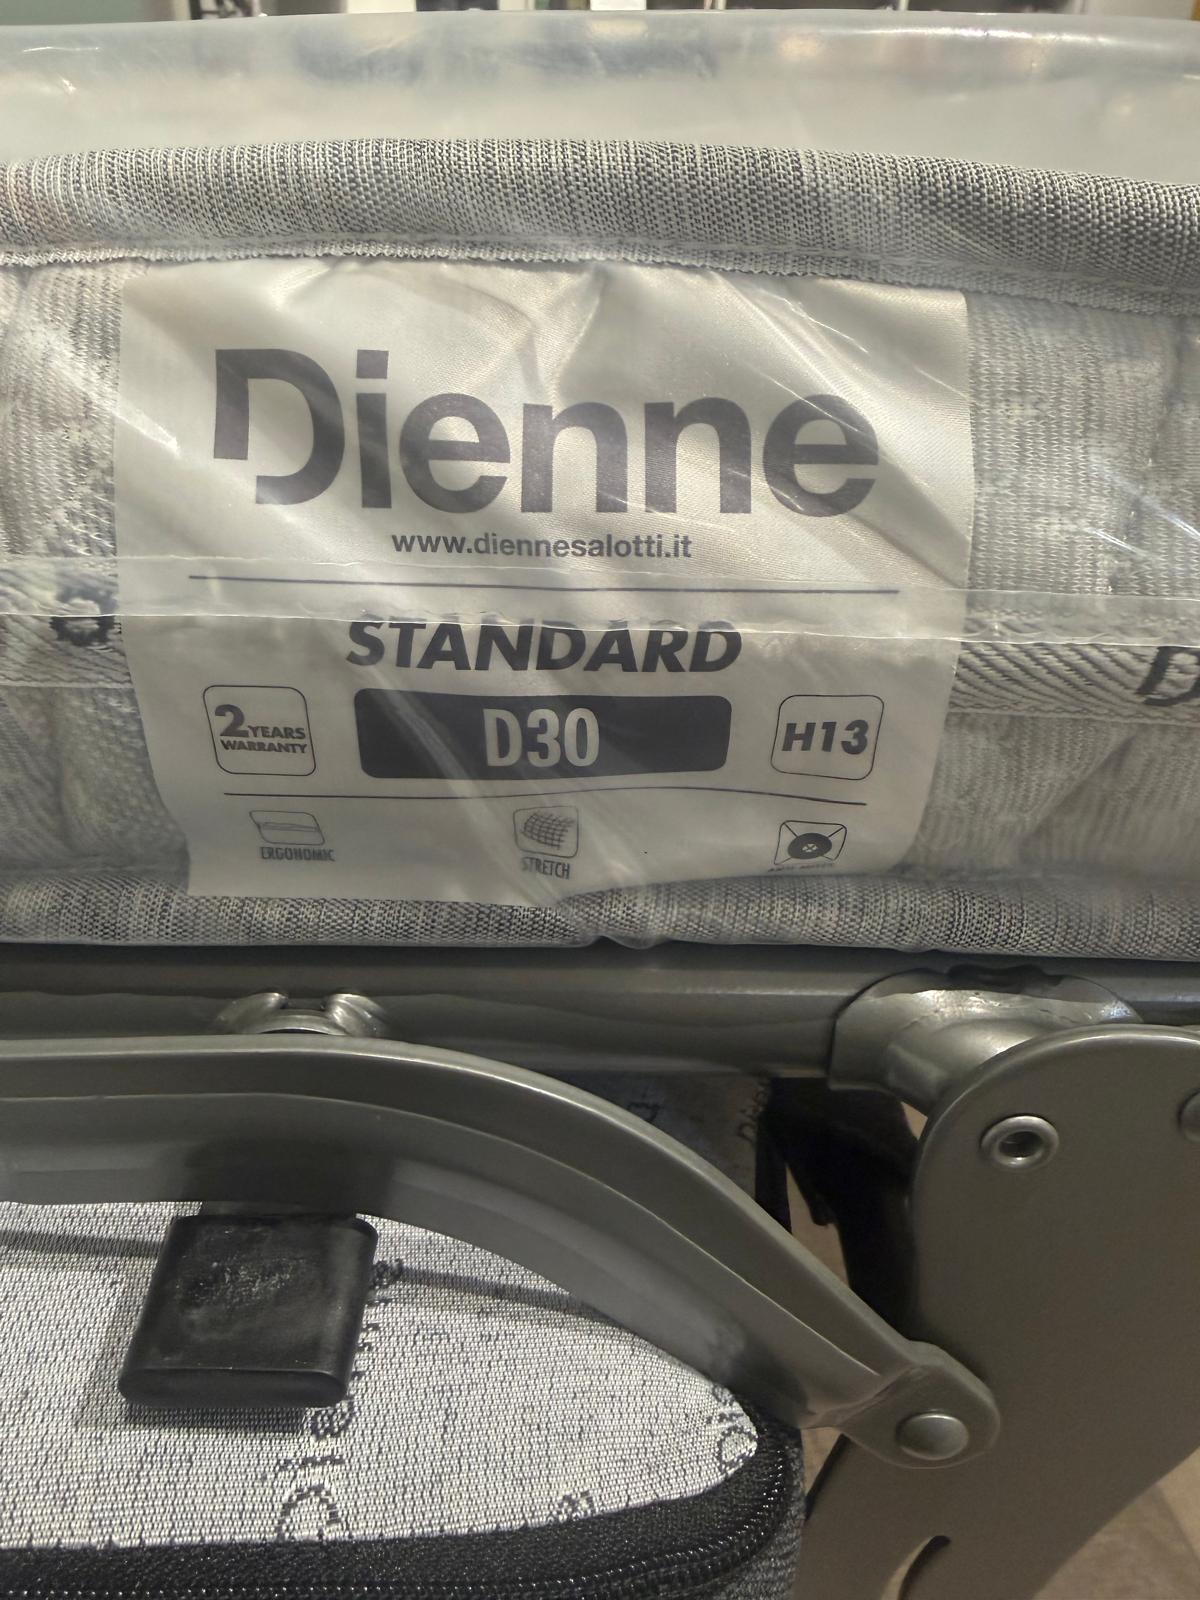 Dienne
www.diennesalotti.it
STANDARD
2 YEARS
WARRANTY
D30
H13
ERGONOMIC
STRETCH